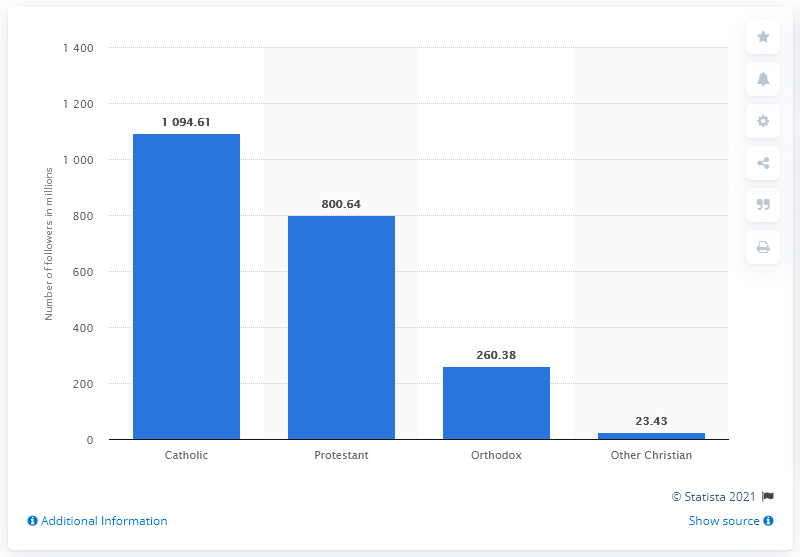 1 400
1 200
1 000
800
600
400
200
0
Number of followers in millions
1 094.61
800.64
260.38
23.43
Catholic
Protestant
Orthodox
Other Christian
© Statista 2021
Additional Information
Show source